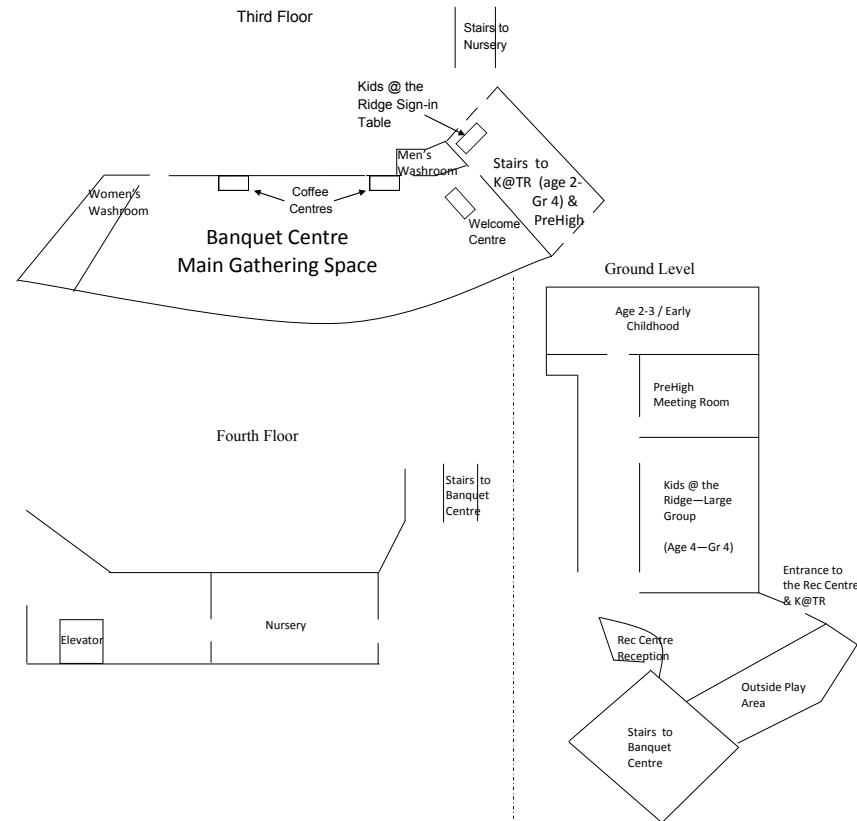 Third Floor
Stairs to
Nursery
Kids @ the
Ridge Sign-in
Table
Men's
Washroom
Stairs to
K@TR (age 2-
Gr 4) &
PreHigh
Women's
Washroom
Coffee
Centres
Welcome
Centre
Banquet Centre
Main Gathering Space
Ground Level
Age 2-3 / Early
Childhood
PreHigh
Meeting Room
Kids @ the
Ridge—Large
Group
(Age 4—Gr 4)
Entrance to
the Rec Centre
& K@TR
Rec Centre
Reception
Outside Play
Area
Stairs to
Banquet
Centre
Fourth Floor
Stairs to
Banquet
Centre
Elevator
Nursery